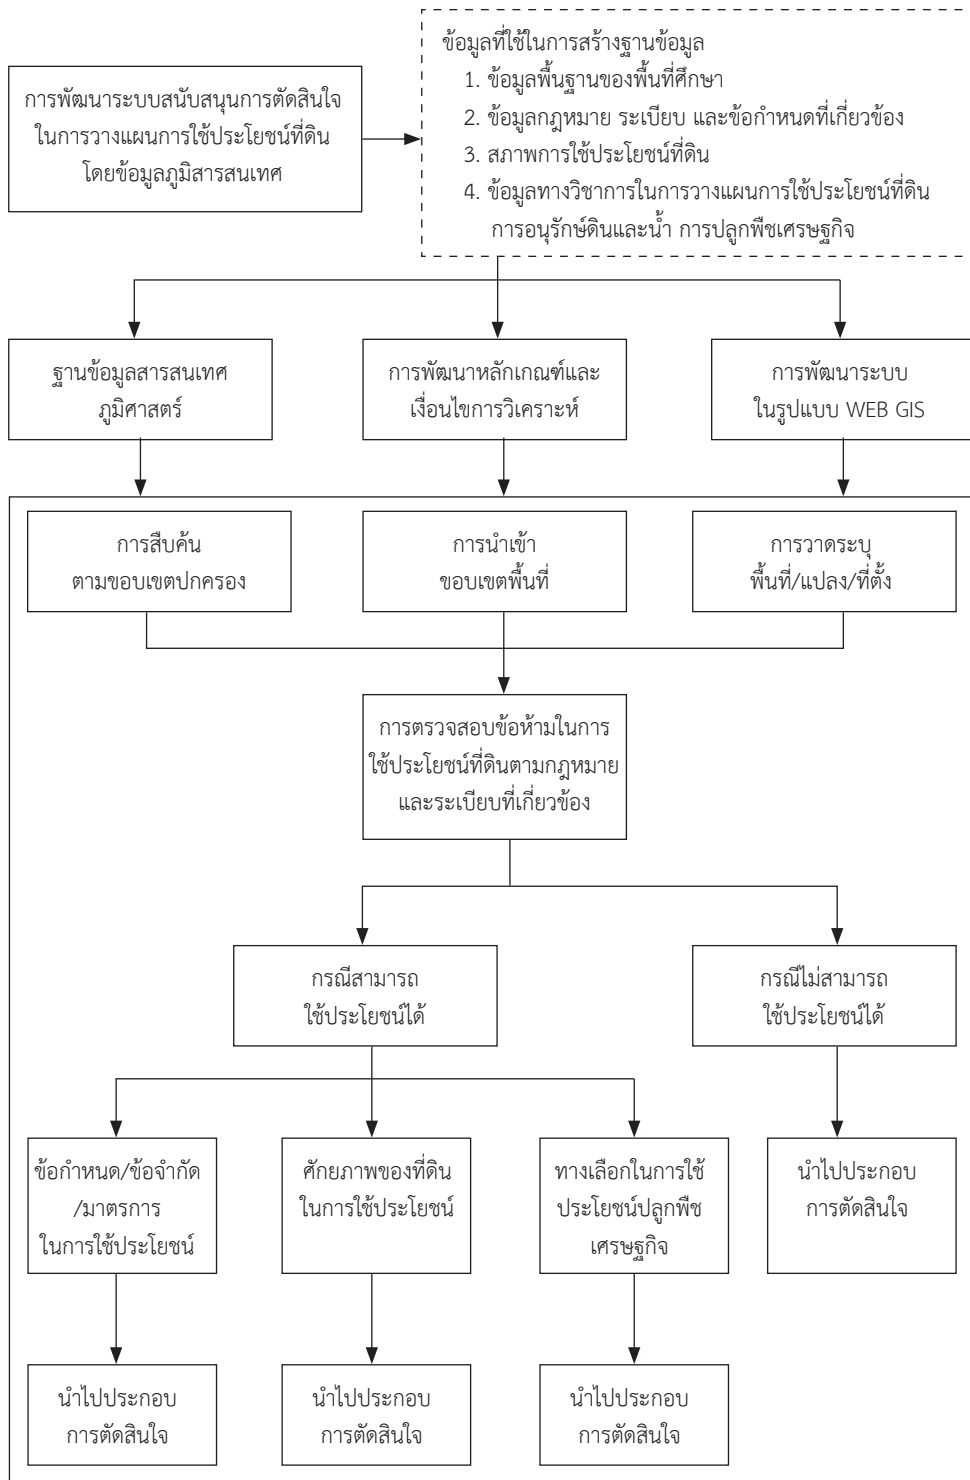 การพัฒนาระบบสนับสนุนการตัดสินใจ
ในการวางแผนการใช้ประโยชน์ที่ดิน
โดยข้อมูลภูมิสารสนเทศ
ข้อมูลที่ใช้ในการสร้างฐานข้อมูล
1. ข้อมูลพื้นฐานของพื้นที่ศึกษา
2. ข้อมูลกฎหมาย ระเบียบ และข้อกำหนดที่เกี่ยวข้อง
3. สภาพการใช้ประโยชน์ที่ดิน
4. ข้อมูลทางวิชาการในการวางแผนการใช้ประโยชน์ที่ดิน
การอนุรักษ์ดินและน้ำ การปลูกพืชเศรษฐกิจ
ฐานข้อมูลสารสนเทศ
ภูมิศาสตร์
การพัฒนาหลักเกณฑ์และ
เงื่อนไขการวิเคราะห์
การพัฒนาระบบ
ในรูปแบบ WEB GIS
การสืบค้น
ตามขอบเขตปกครอง
การนำเข้า
ขอบเขตพื้นที่
การวาดระบุ
พื้นที่/แปลง/ที่ตั้ง
การตรวจสอบข้อห้ามในการ
ใช้ประโยชน์ที่ดินตามกฎหมาย
และระเบียบที่เกี่ยวข้อง
กรณีสามารถ
ใช้ประโยชน์ได้
กรณีไม่สามารถ
ใช้ประโยชน์ได้
ข้อกำหนด/ข้อจำกัด
/มาตรการ
ในการใช้ประโยชน์
ศักยภาพของที่ดิน
ในการใช้ประโยชน์
ทางเลือกในการใช้
ประโยชน์ปลูกพืช
เศรษฐกิจ
นำไปประกอบ
การตัดสินใจ
นำไปประกอบ
การตัดสินใจ
นำไปประกอบ
การตัดสินใจ
นำไปประกอบ
การตัดสินใจ